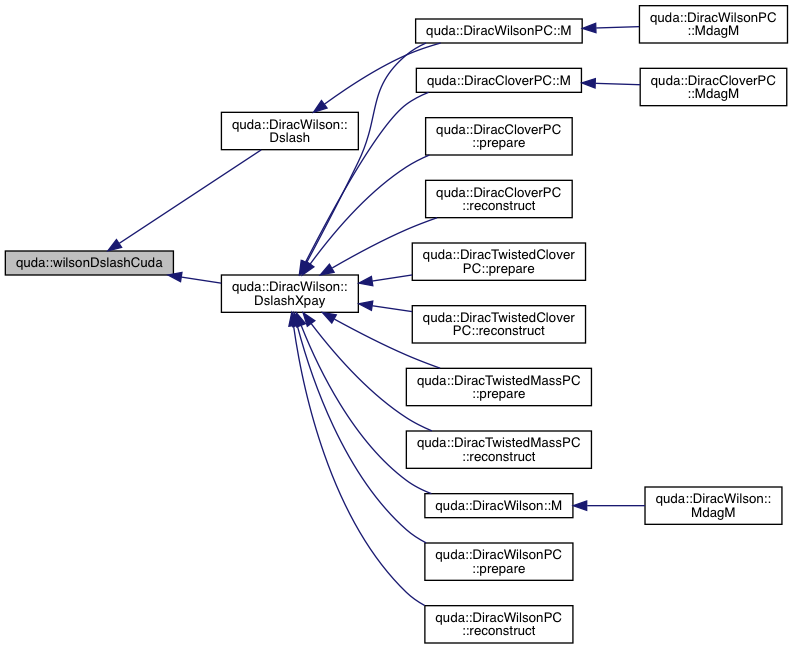 quda::wilsonDslashCuda
quda::DiracWilson::
Dslash
quda::DiracWilson::
DslashXpay
quda::DiracWilsonPC::M
quda::DiracCloverPC::M
quda::DiracCloverPC
::prepare
quda::DiracCloverPC
::reconstruct
quda::DiracTwistedClover
PC::prepare
quda::DiracTwistedClover
PC::reconstruct
quda::DiracTwistedMassPC
::prepare
quda::DiracTwistedMassPC
::reconstruct
quda::DiracWilson::M
quda::DiracWilsonPC
::prepare
quda::DiracWilsonPC
::reconstruct
quda::DiracWilsonPC
::MdagM
quda::DiracCloverPC
::MdagM
quda::DiracWilson::
MdagM